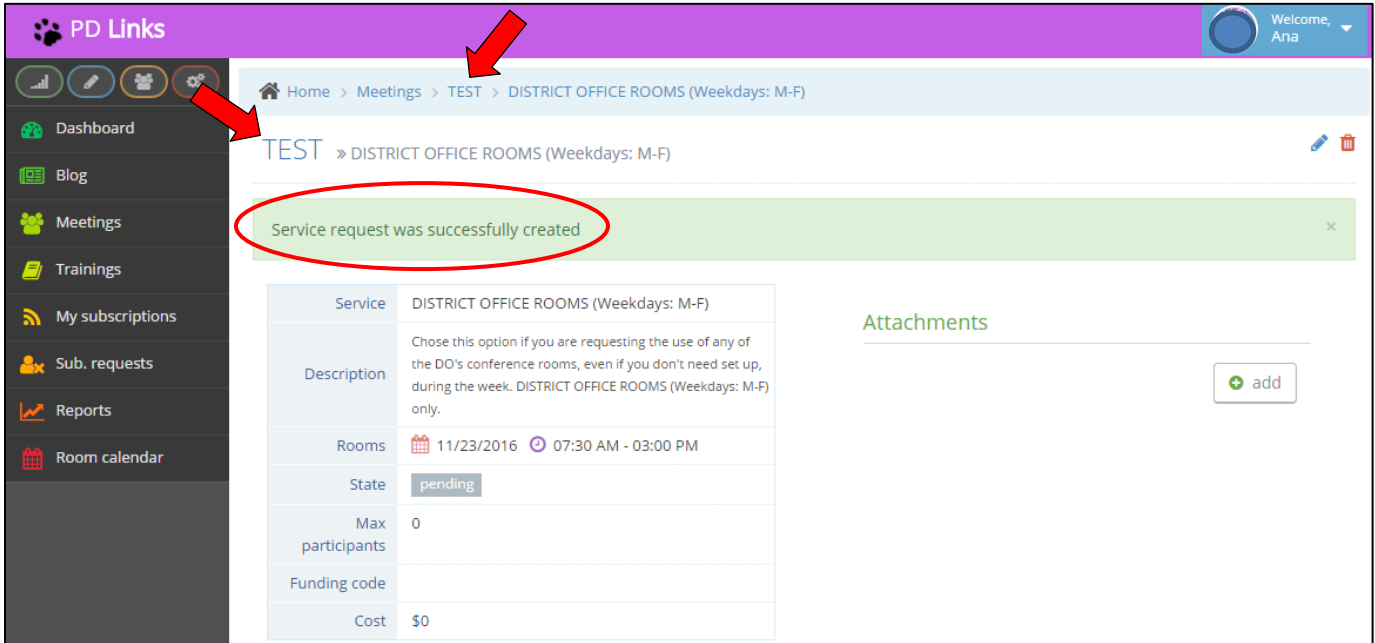 PD Links
Welcome,
Ana
Home > Meetings > TEST > DISTRICT OFFICE ROOMS (Weekdays: M-F)
Dashboard
Blog
Meetings
Trainings
My subscriptions
Sub. requests
Reports
Room calendar
TEST » DISTRICT OFFICE ROOMS (Weekdays: M-F)
Service request was successfully created ×
Service DISTRICT OFFICE ROOMS (Weekdays: M-F)
Description
Chose this option if you are requesting the use of any of
the DO's conference rooms, even if you don't need set up,
during the week. DISTRICT OFFICE ROOMS (Weekdays: M-F)
only.
Rooms 11/23/2016 07:30 AM - 03:00 PM
State pending
Max 0
participants
Funding code
Cost $0
Attachments
add